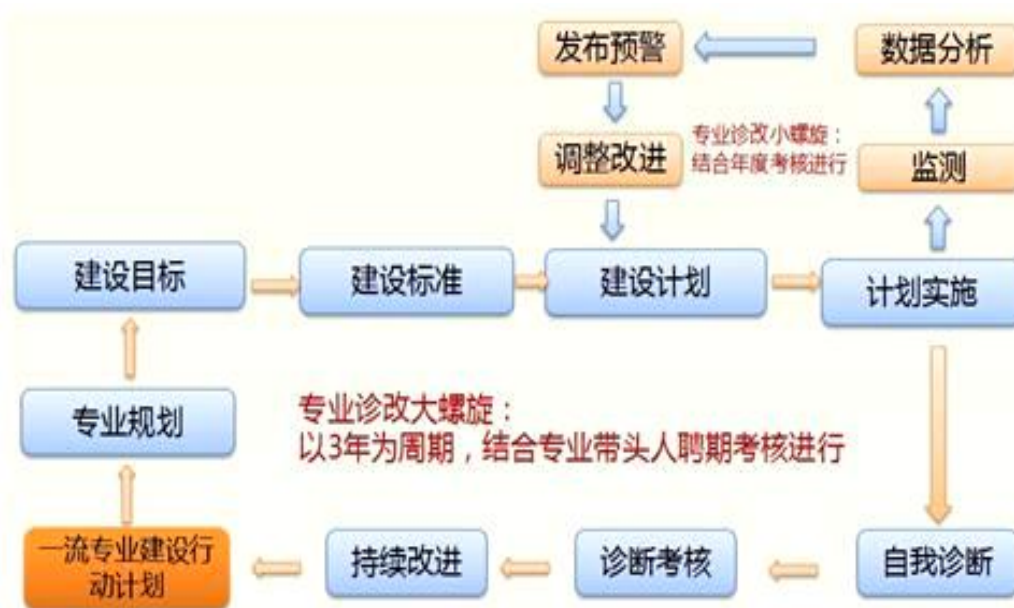 发布预警
数据分析
调整改进
专业诊改小螺旋：
结合年度考核进行
监测
建设目标
建设标准
建设计划
计划实施
专业规划
专业诊改大螺旋：
以3年为周期，结合专业带头人聘期考核进行
一流专业建设行
动计划
持续改进
诊断考核
自我诊断